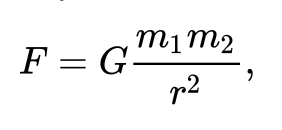 F = G \frac{m_1 m_2}{r^2},